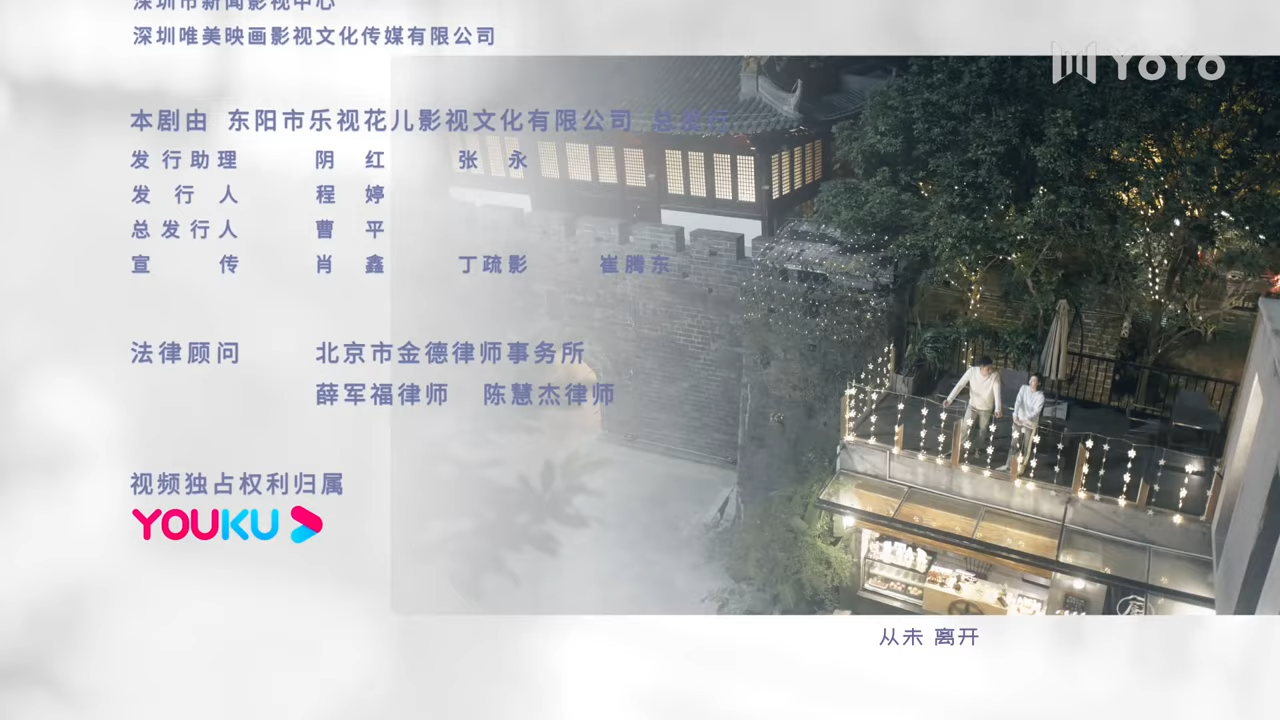 深圳市新闻影视中心
深圳唯美映画影视文化传媒有限公司
YOYO
本剧由 东阳市乐视花儿影视文化有限公司 总发行
发行助理 阴红 张永
发行人 程婷
总发行人 曹平
宣传 肖鑫 丁疏影 崔腾东
法律顾问 北京市金德律师事务所
薛军福律师 陈慧杰律师
视频独占权利归属
YOUKU
从未 离开